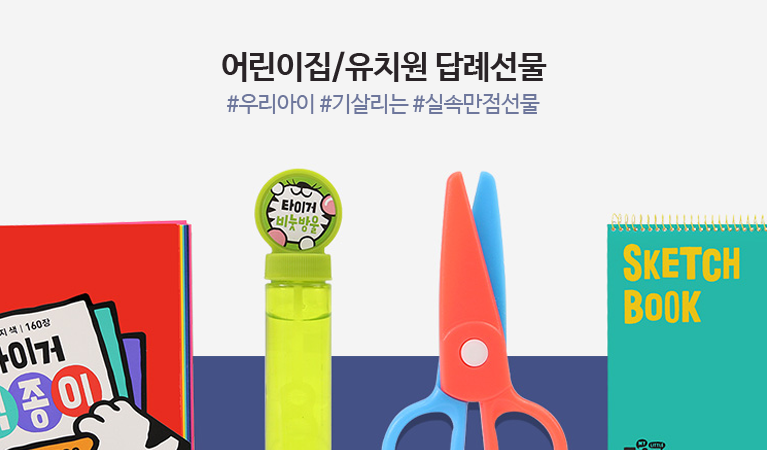 어린이집/유치원 답례선물
#우리아이 #기살리는 #실속만점선물
타이거
비눗방울
SKETCH
BOOK
색 | 160장
타이거
종이
MY LITTLE